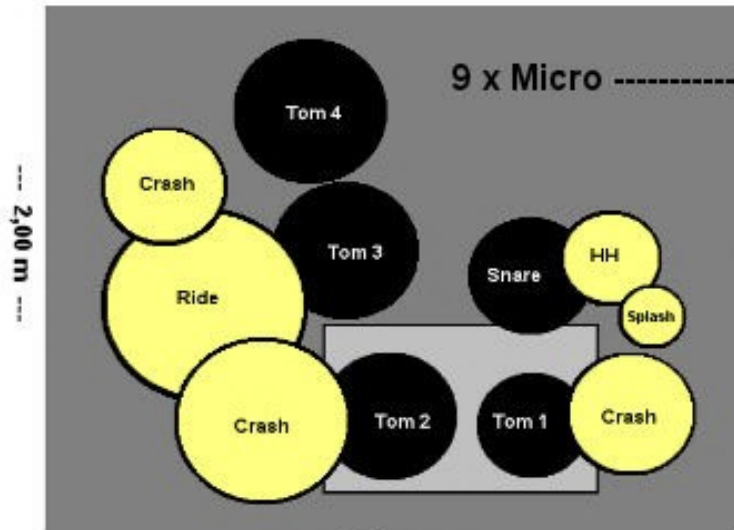 9 x Micro -----------
Tom 4
Crash
Tom 3
Snare
HH
Ride
Splash
Crash
Tom 2
Tom 1
Crash
--- 2,00 m ---